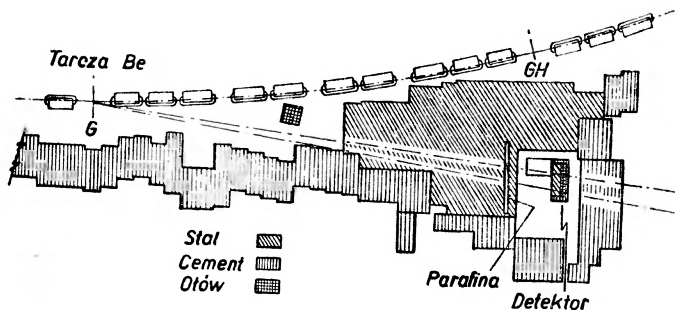 Tarcza Be
G
GH
Stal
Cement
Ołów
Parafina
Detektor